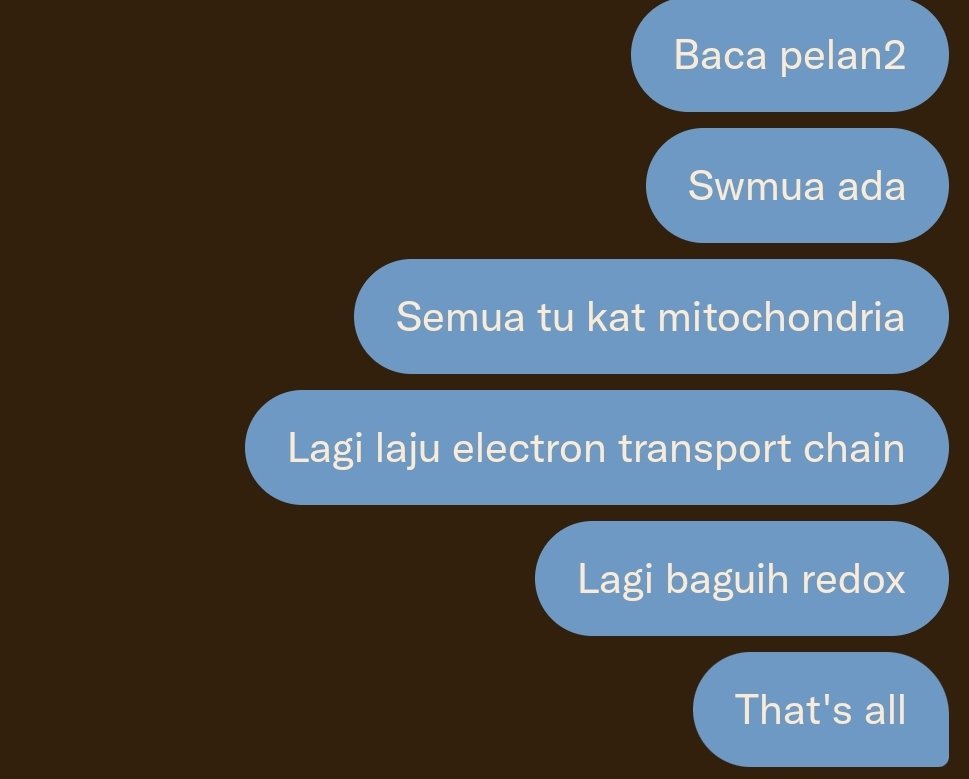 Baca pelan2
Swmua ada
Semua tu kat mitochondria
Lagi laju electron transport chain
Lagi baguih redox
That's all